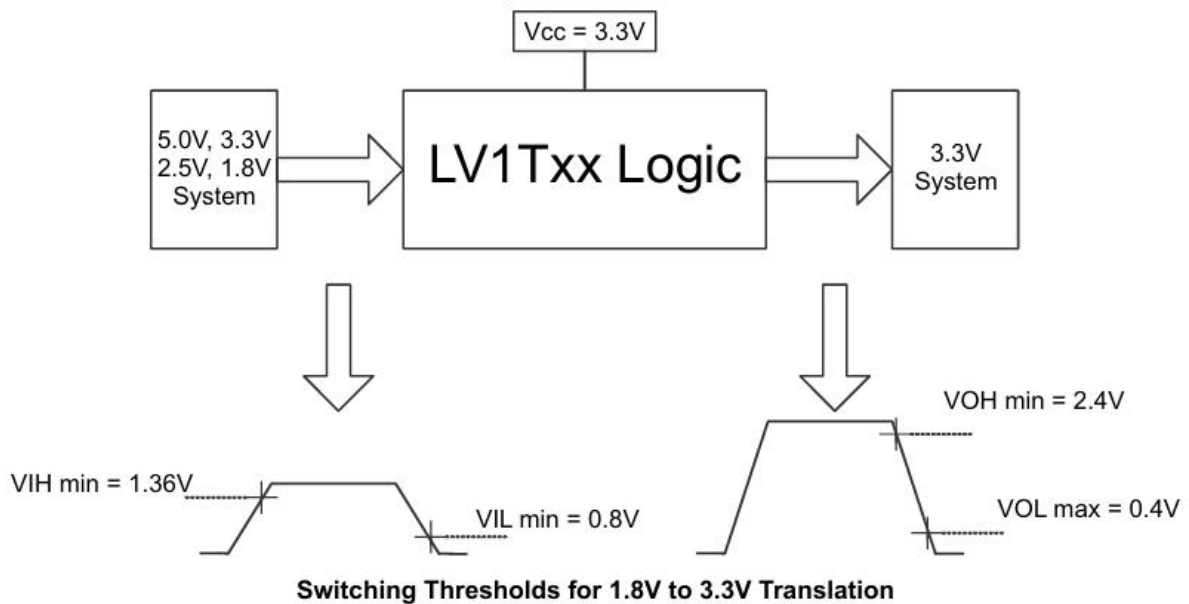 Vcc = 3.3V
5.0V, 3.3V
2.5V, 1.8V
System
LV1Txx Logic
3.3V
System
VOH min = 2.4V
VIH min = 1.36V
VIL min = 0.8V
VOL max = 0.4V
Switching Thresholds for 1.8V to 3.3V Translation